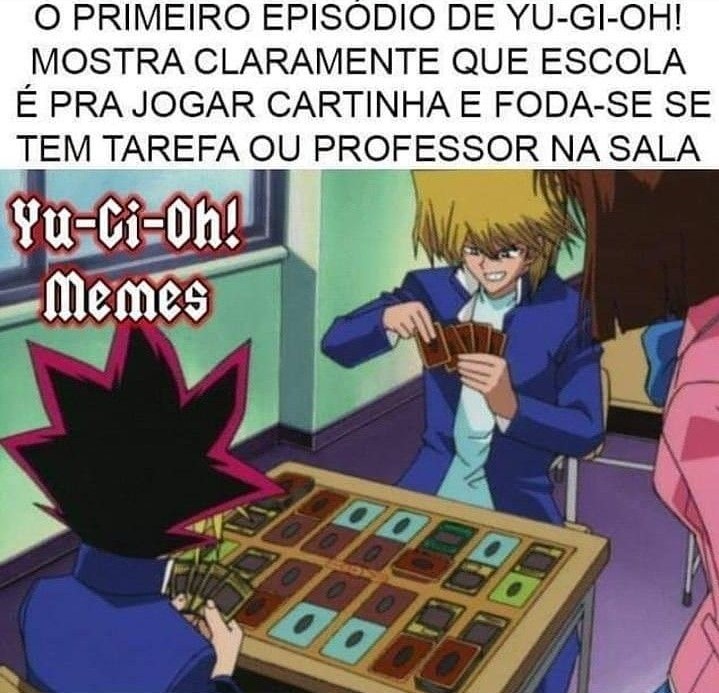 O PRIMEIRO EPISÓDIO DE YU-GI-OH!
MOSTRA CLARAMENTE QUE ESCOLA
É PRA JOGAR CARTINHA E FODA-SE SE
TEM TAREFA OU PROFESSOR NA SALA
Yu-Gi-Oh!
Memes